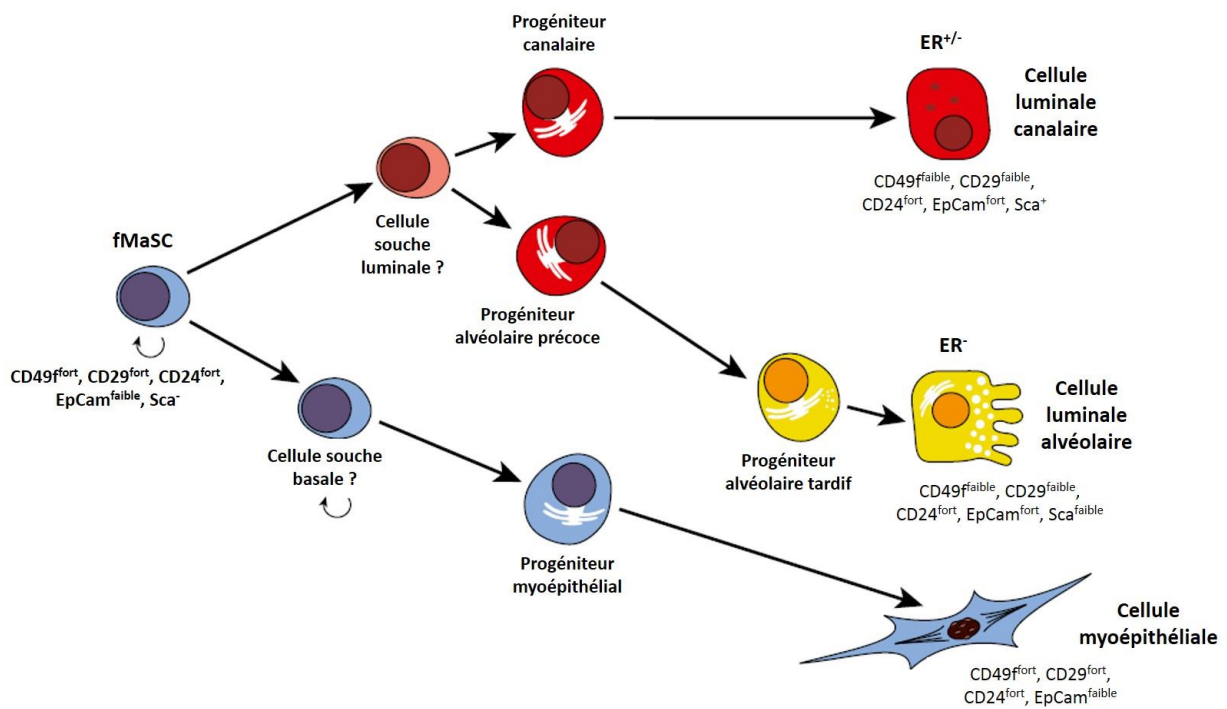 Progéniteur
canalaire
ER⁺/⁻
Cellule
luminale
canalaire
CD49fᶠᵃⁱᵇˡᵉ, CD29ᶠᵃⁱᵇˡᵉ,
CD24ᶠᵒʳᵗ, EpCamᶠᵒʳᵗ, Sca⁺
Cellule
souche
luminale ?
fMaSC
CD49fᶠᵒʳᵗ, CD29ᶠᵒʳᵗ, CD24ᶠᵒʳᵗ,
EpCamᶠᵃⁱᵇˡᵉ, Sca⁻
Progéniteur
alvéolaire précoce
ER⁻
Cellule
luminale
alvéolaire
Progéniteur
alvéolaire tardif
CD49fᶠᵃⁱᵇˡᵉ, CD29ᶠᵃⁱᵇˡᵉ,
CD24ᶠᵒʳᵗ, EpCamᶠᵒʳᵗ, Scaᶠᵃⁱᵇˡᵉ
Cellule souche
basale ?
Progéniteur
myoépithélial
Cellule
myoépithéliale
CD49fᶠᵒʳᵗ, CD29ᶠᵒʳᵗ,
CD24ᶠᵒʳᵗ, EpCamᶠᵃⁱᵇˡᵉ